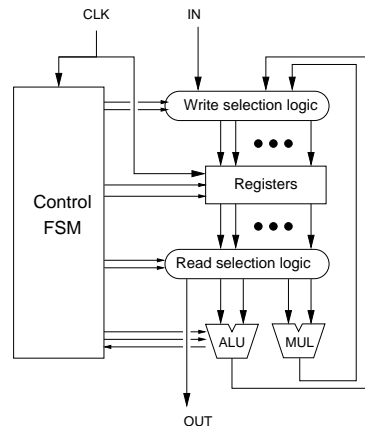 CLK
IN
Write selection logic
Registers
Control
FSM
Read selection logic
ALU
MUL
OUT